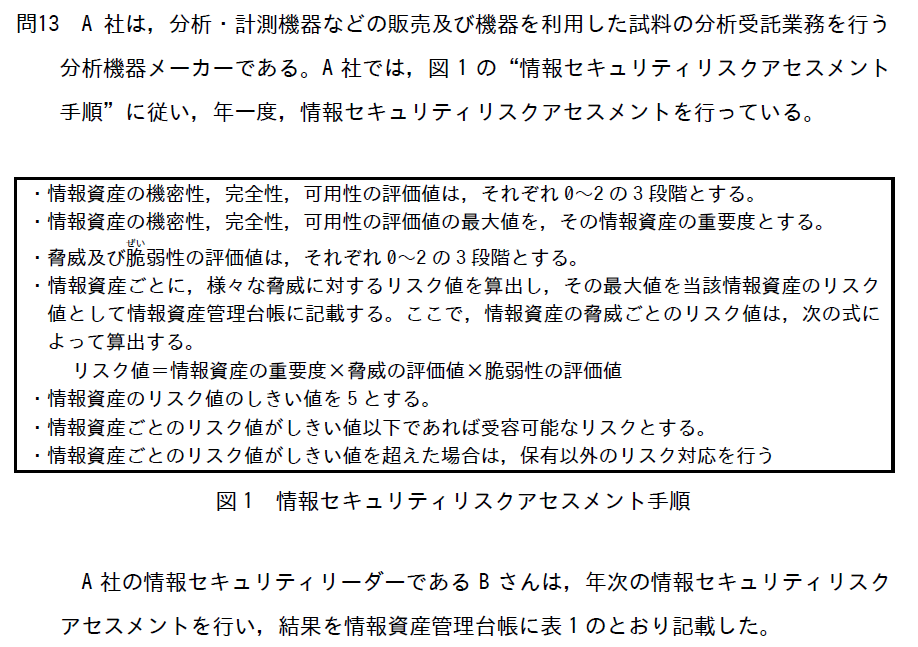 問13 A 社は，分析・計測機器などの販売及び機器を利用した試料の分析受託業務を行う
分析機器メーカーである。A 社では，図 1 の“情報セキュリティリスクアセスメント
手順”に従い，年一度，情報セキュリティリスクアセスメントを行っている。
・情報資産の機密性，完全性，可用性の評価値は，それぞれ 0～2 の 3 段階とする。
・情報資産の機密性，完全性，可用性の評価値の最大値を，その情報資産の重要度とする。
ぜい
・脅威及び脆弱性の評価値は，それぞれ 0～2 の 3 段階とする。
・情報資産ごとに，様々な脅威に対するリスク値を算出し，その最大値を当該情報資産のリスク
値として情報資産管理台帳に記載する。ここで，情報資産の脅威ごとのリスク値は，次の式に
よって算出する。
リスク値＝情報資産の重要度×脅威の評価値×脆弱性の評価値
・情報資産のリスク値のしきい値を 5 とする。
・情報資産ごとのリスク値がしきい値以下であれば受容可能なリスクとする。
・情報資産ごとのリスク値がしきい値を超えた場合は，保有以外のリスク対応を行う
図 1 情報セキュリティリスクアセスメント手順
A 社の情報セキュリティリーダーである B さんは，年次の情報セキュリティリスク
アセスメントを行い，結果を情報資産管理台帳に表 1 のとおり記載した。